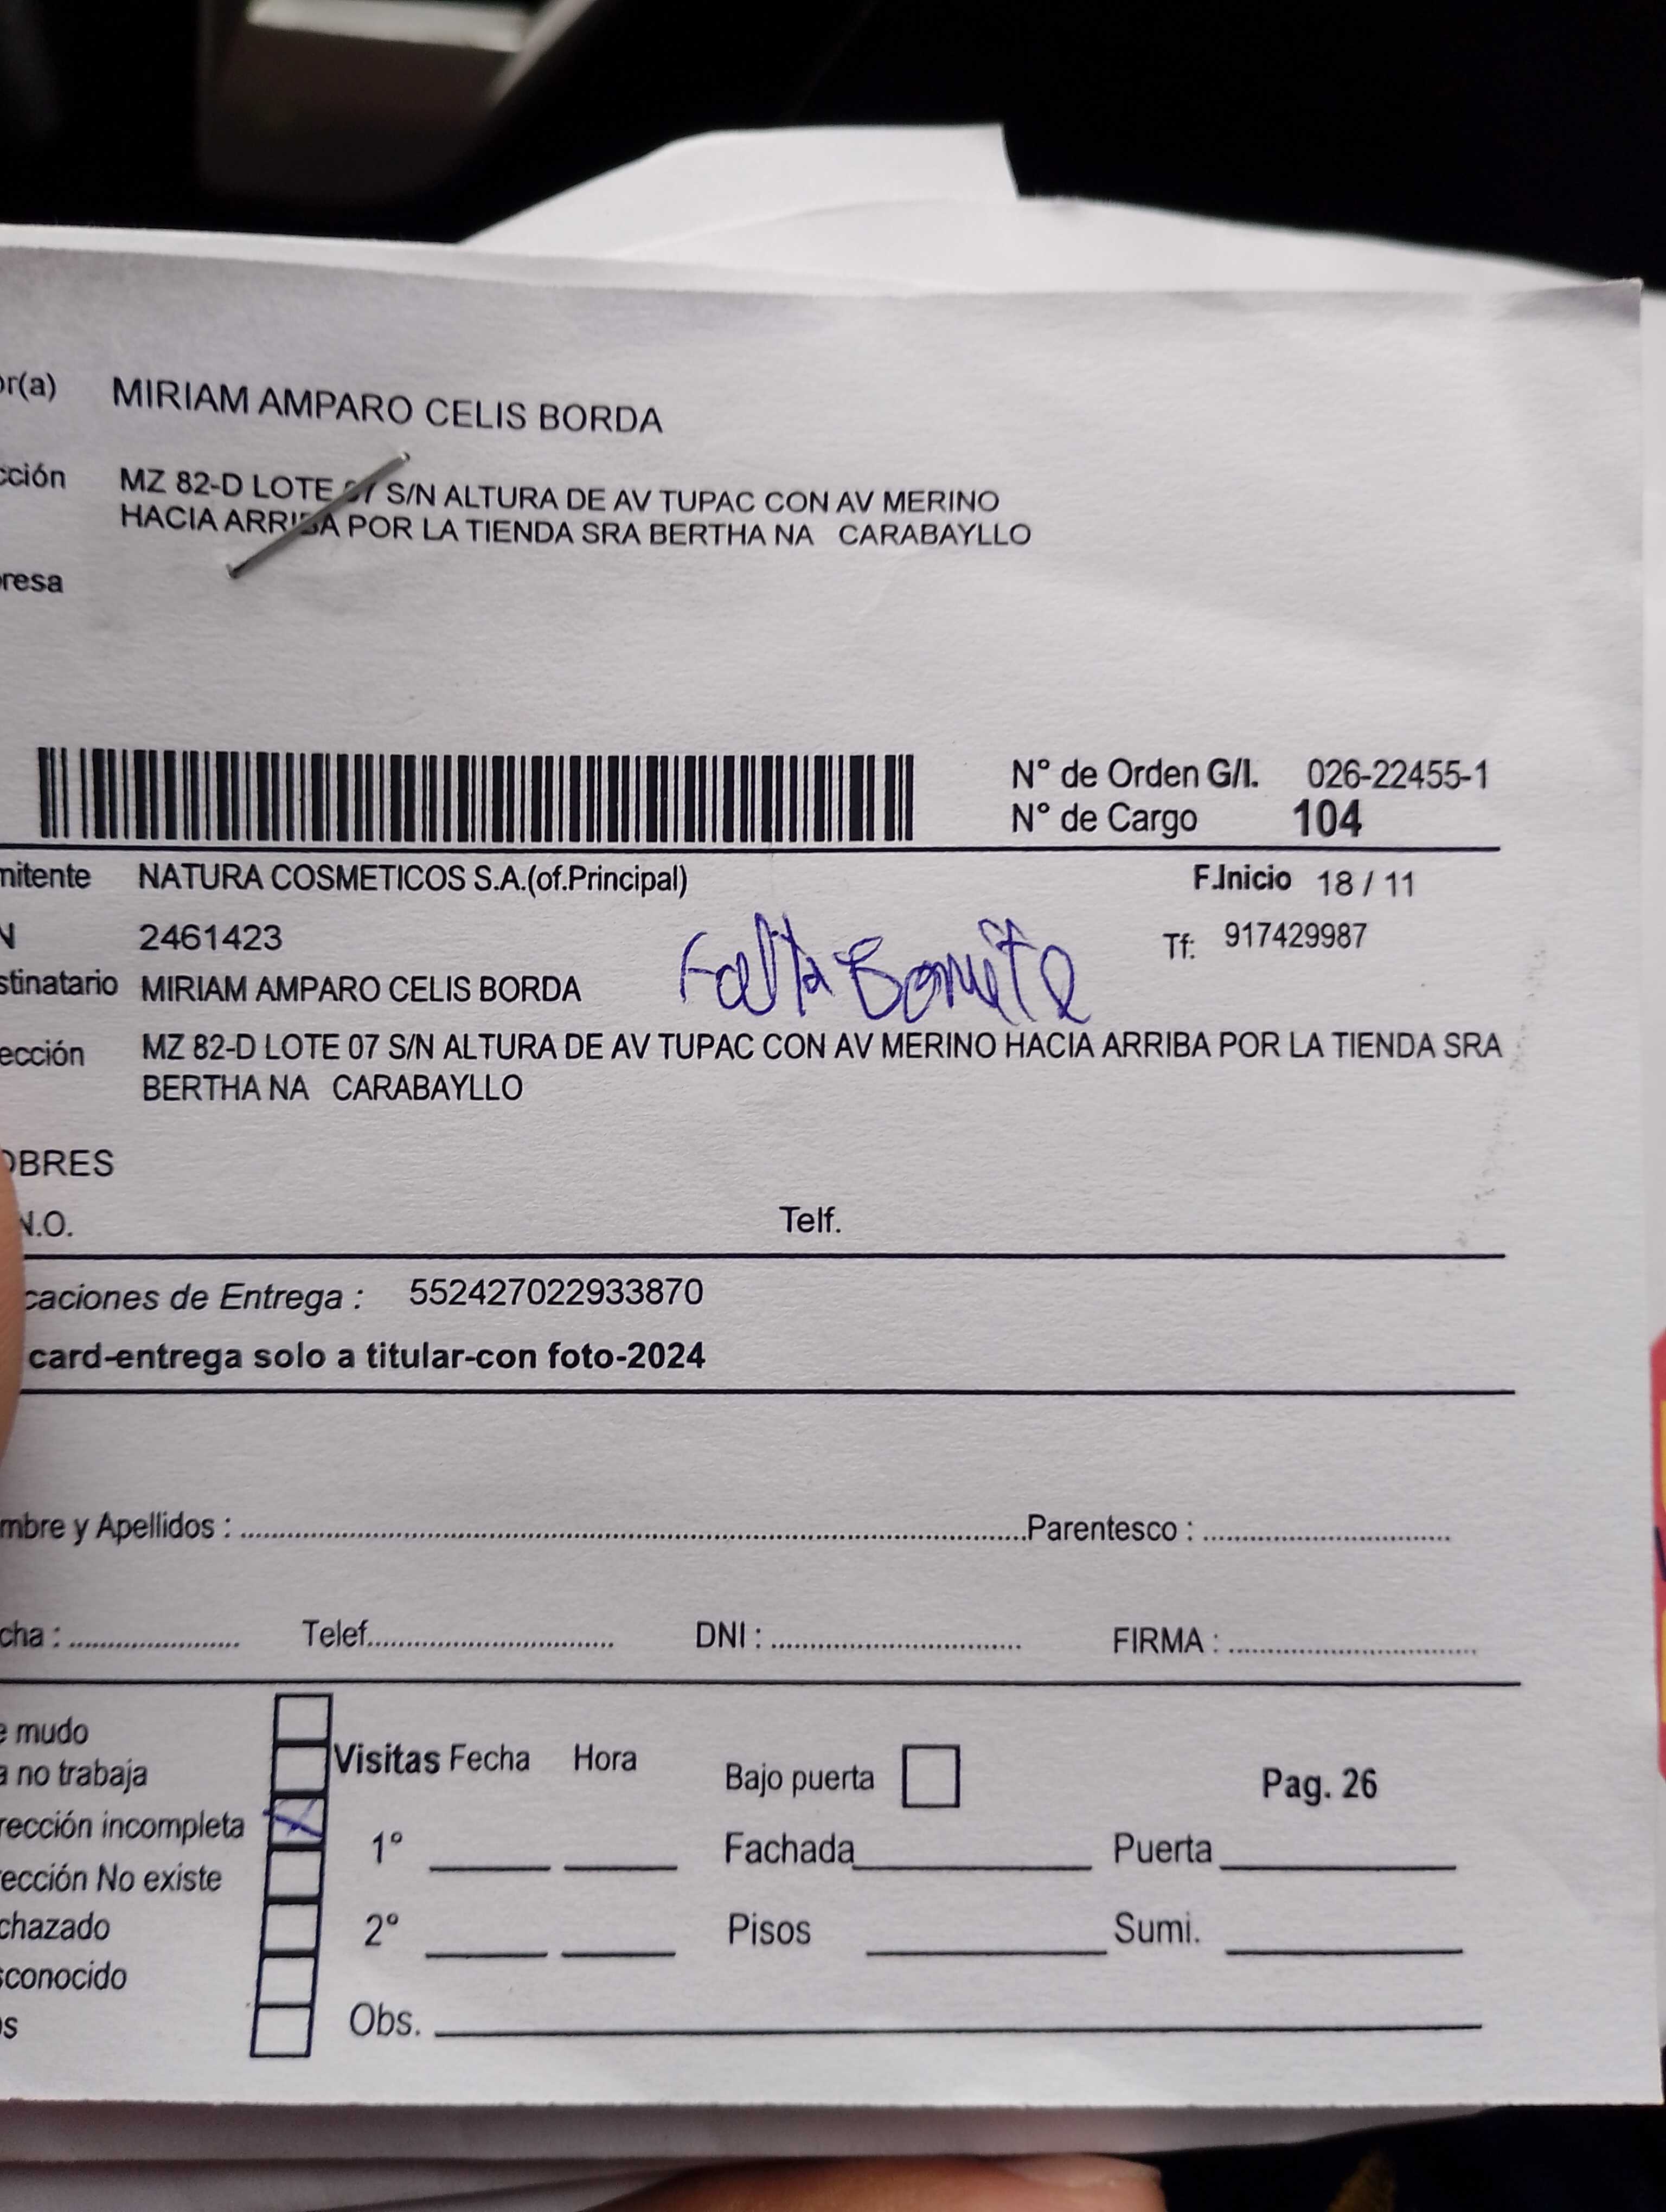 or(a) MIRIAM AMPARO CELIS BORDA
cción MZ 82-D LOTE 07 S/N ALTURA DE AV TUPAC CON AV MERINO
HACIA ARRIBA POR LA TIENDA SRA BERTHA NA CARABAYLLO
resa
N° de Orden G/I. 026-22455-1
N° de Cargo 104
mitente NATURA COSMETICOS S.A.(of.Principal) F.Inicio 18 / 11
N 2461423 Tf: 917429987
stinatario MIRIAM AMPARO CELIS BORDA Falta
ección MZ 82-D LOTE 07 S/N ALTURA DE AV TUPAC CON AV MERINO HACIA ARRIBA POR LA TIENDA SRA
BERTHA NA CARABAYLLO
OBRES
N.O. Telf.
caciones de Entrega : 552427022933870
card-entrega solo a titular-con foto-2024
mbre y Apellidos : Parentesco :
cha : Telef. DNI : FIRMA :
e mudo
a no trabaja
rección incompleta
ección No existe
chazado
sconocido
os
Visitas Fecha Hora
1°
2°
Obs.
Bajo puerta Pag. 26
Fachada Puerta
Pisos Sumi.